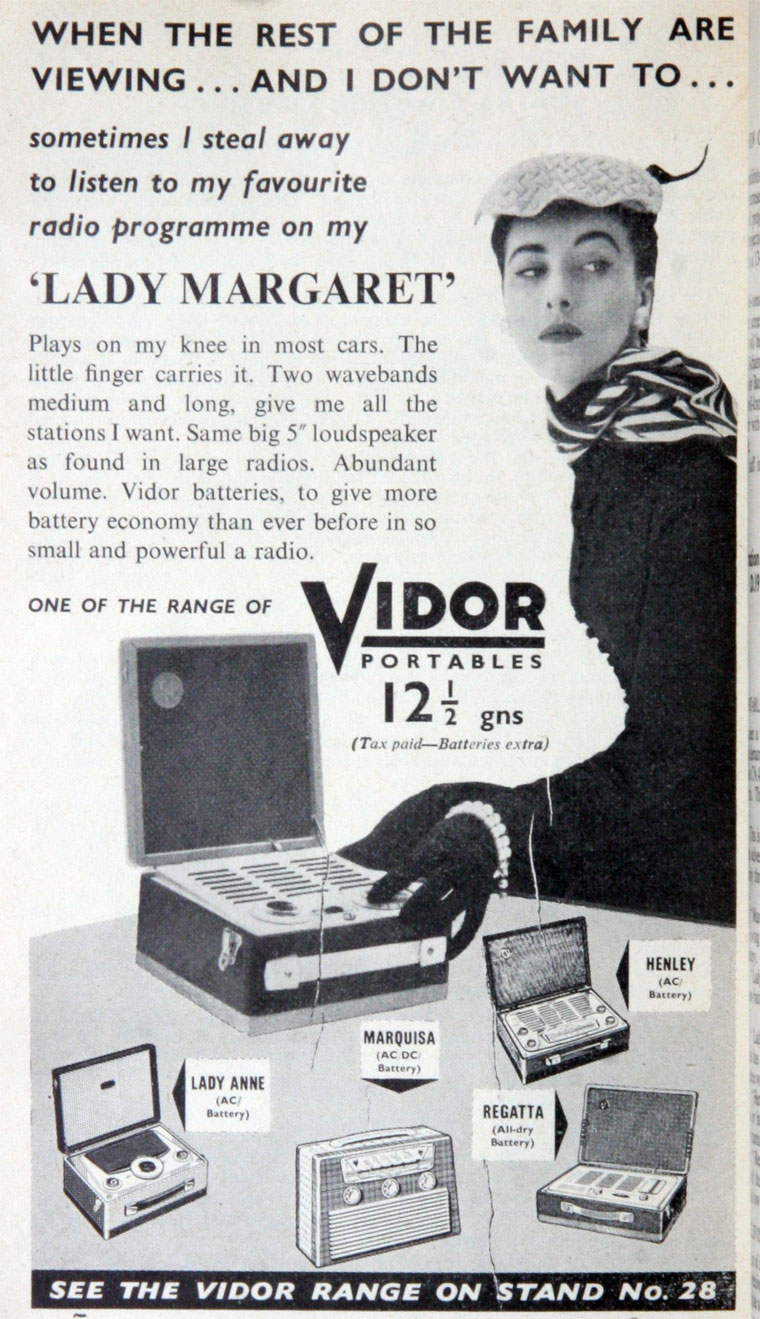 WHEN THE REST OF THE FAMILY ARE
VIEWING... AND I DON'T WANT TO...
sometimes I steal away
to listen to my favourite
radio programme on my
'LADY MARGARET'
Plays on my knee in most cars. The
little finger carries it. Two wavebands
medium and long, give me all the
stations I want. Same big 5″ loudspeaker
as found in large radios. Abundant
volume. Vidor batteries, to give more
battery economy than ever before in so
small and powerful a radio.
ONE OF THE RANGE OF
VIDOR
PORTABLES
12½ gns
(Tax paid—Batteries extra)
HENLEY
(AC/
Battery)
MARQUISA
(AC/DC/
Battery)
LADY ANNE
(AC/
Battery)
REGATTA
(All-dry
Battery)
SEE THE VIDOR RANGE ON STAND No. 28